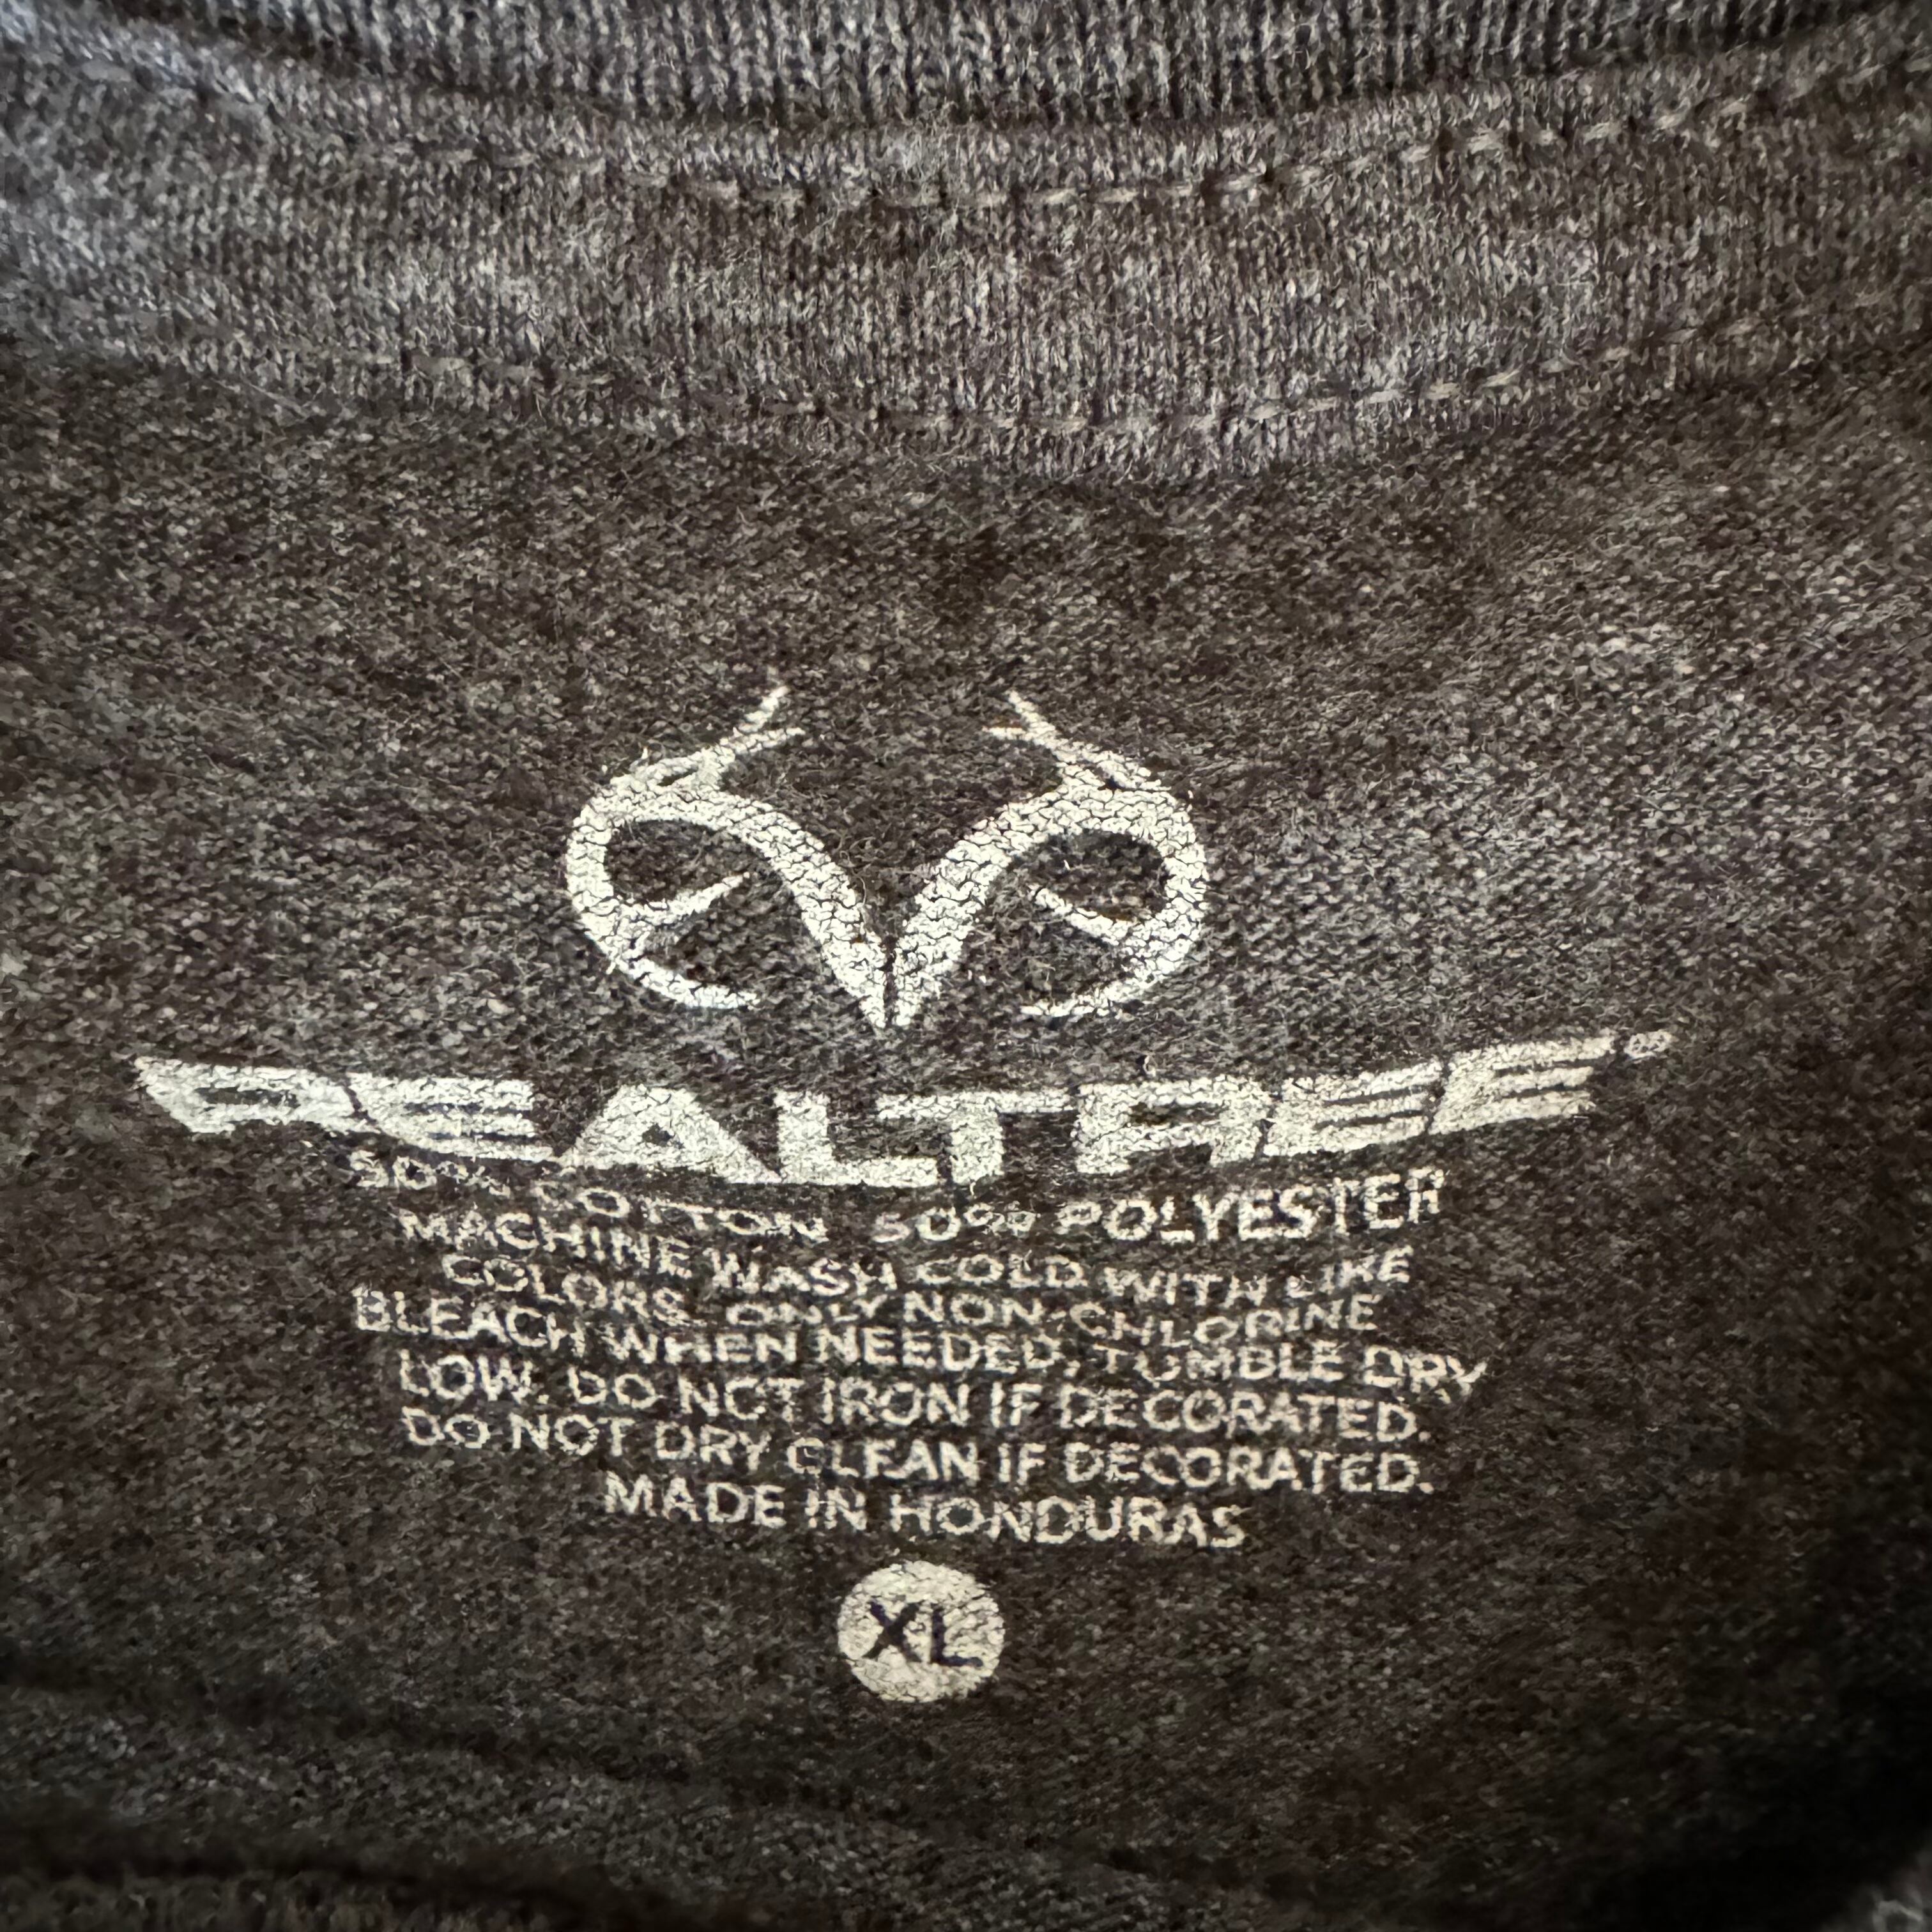 REALTREE®
50% COTTON 50% POLYESTER
MACHINE WASH COLD WITH LIKE
COLORS. ONLY NON-CHLORINE
BLEACH WHEN NEEDED, TUMBLE DRY
LOW. DO NOT IRON IF DECORATED.
DO NOT DRY CLEAN IF DECORATED.
MADE IN HONDURAS
XL